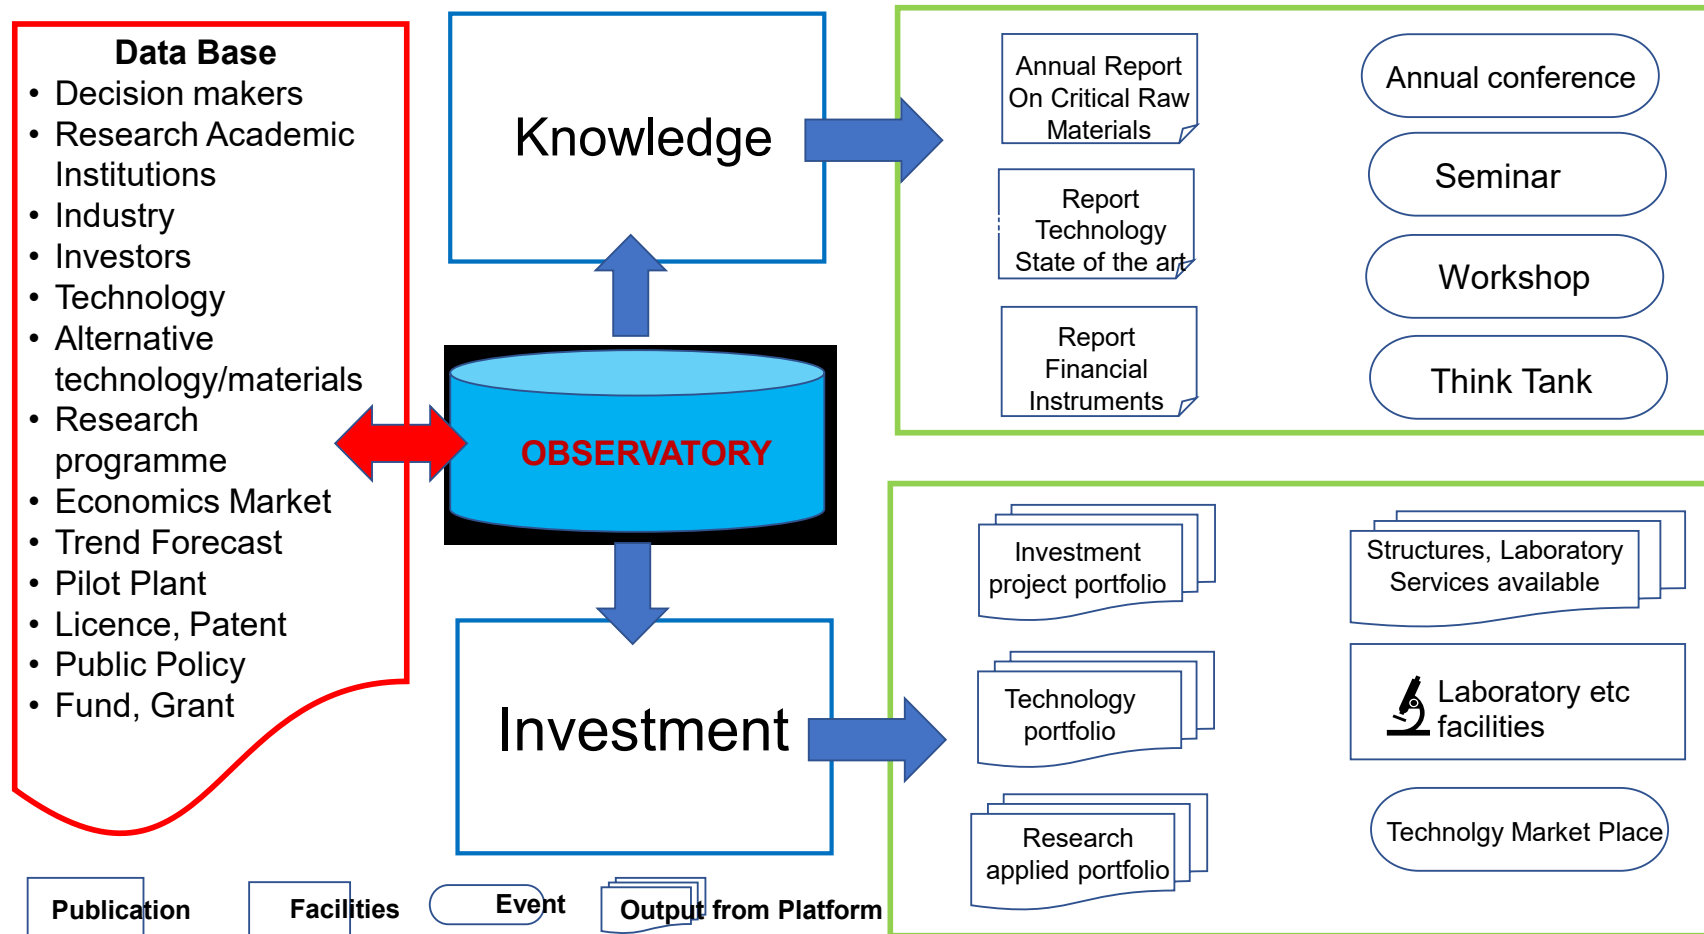 Data Base
• Decision makers
• Research Academic
Institutions
• Industry
• Investors
• Technology
• Alternative
technology/materials
• Research
programme
• Economics Market
• Trend Forecast
• Pilot Plant
• Licence, Patent
• Public Policy
• Fund, Grant
Knowledge
OBSERVATORY
Investment
Annual Report
On Critical Raw
Materials
Report
Technology
State of the art
Report
Financial
Instruments
Annual conference
Seminar
Workshop
Think Tank
Investment
project portfolio
Technology
portfolio
Research
applied portfolio
Structures, Laboratory
Services available
Laboratory etc
facilities
Technolgy Market Place
Publication
Facilities
Event
Output from Platform